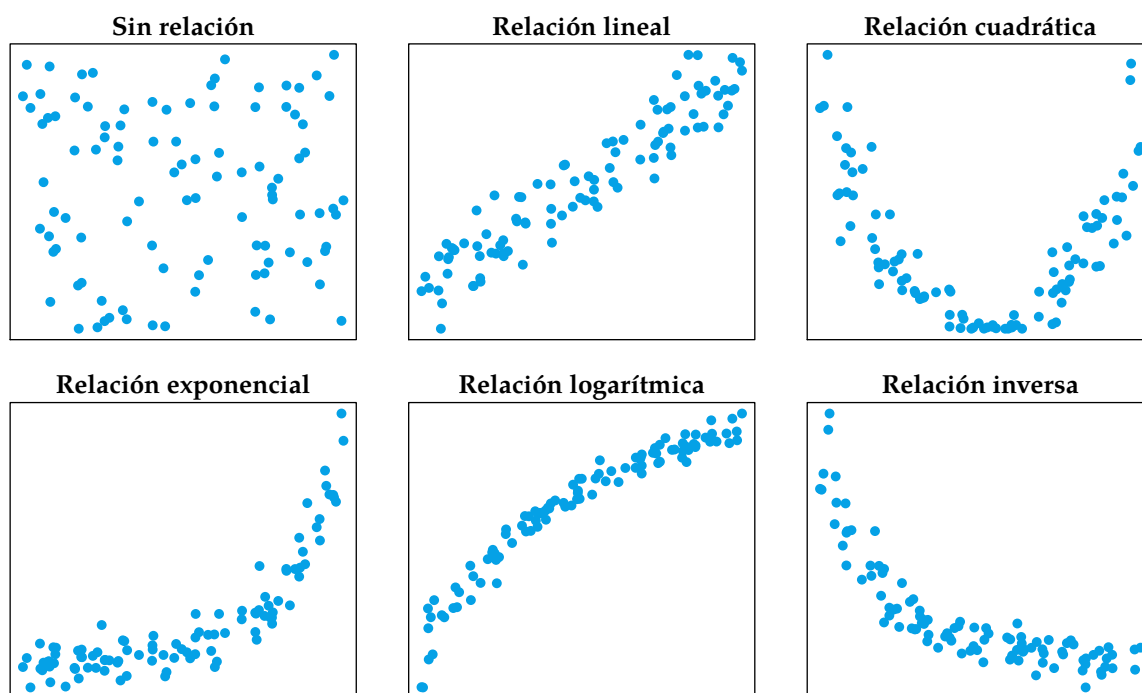 Sin relación
Relación lineal
Relación cuadrática
Relación exponencial
Relación logarítmica
Relación inversa